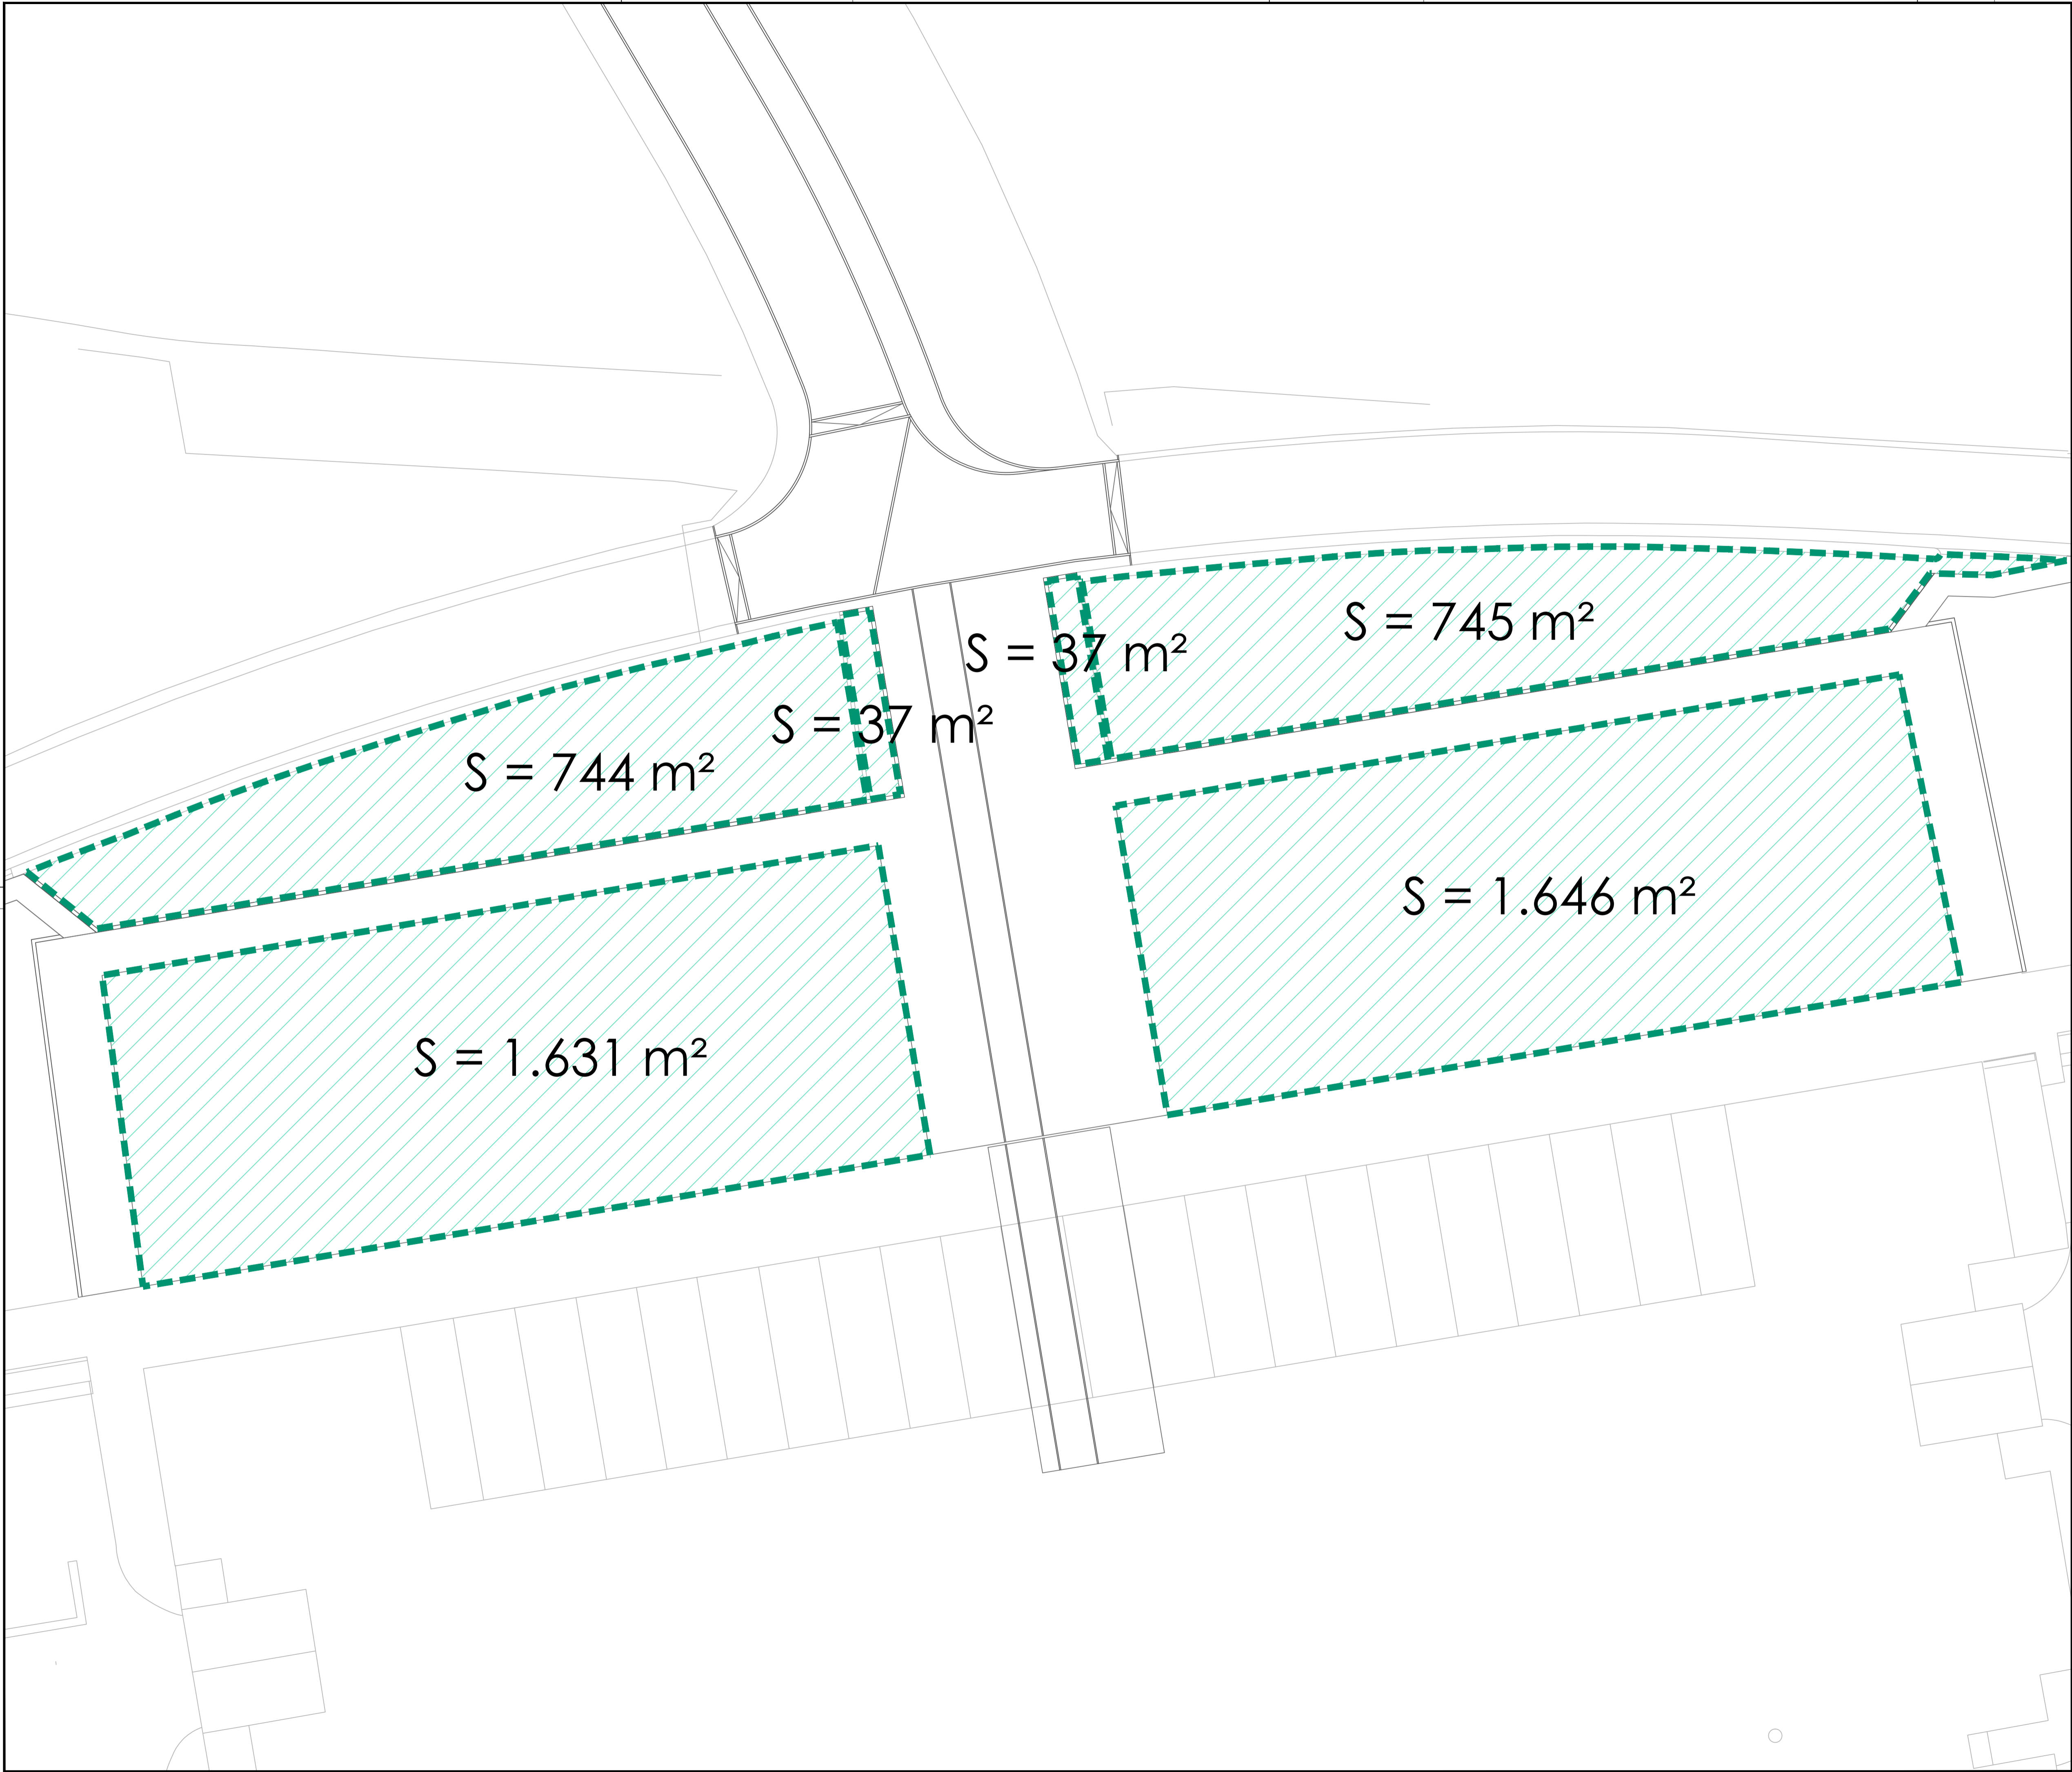 S = 745 m²
S = 37 m²
S = 37 m²
S = 744 m²
S = 1.646 m²
S = 1.631 m²